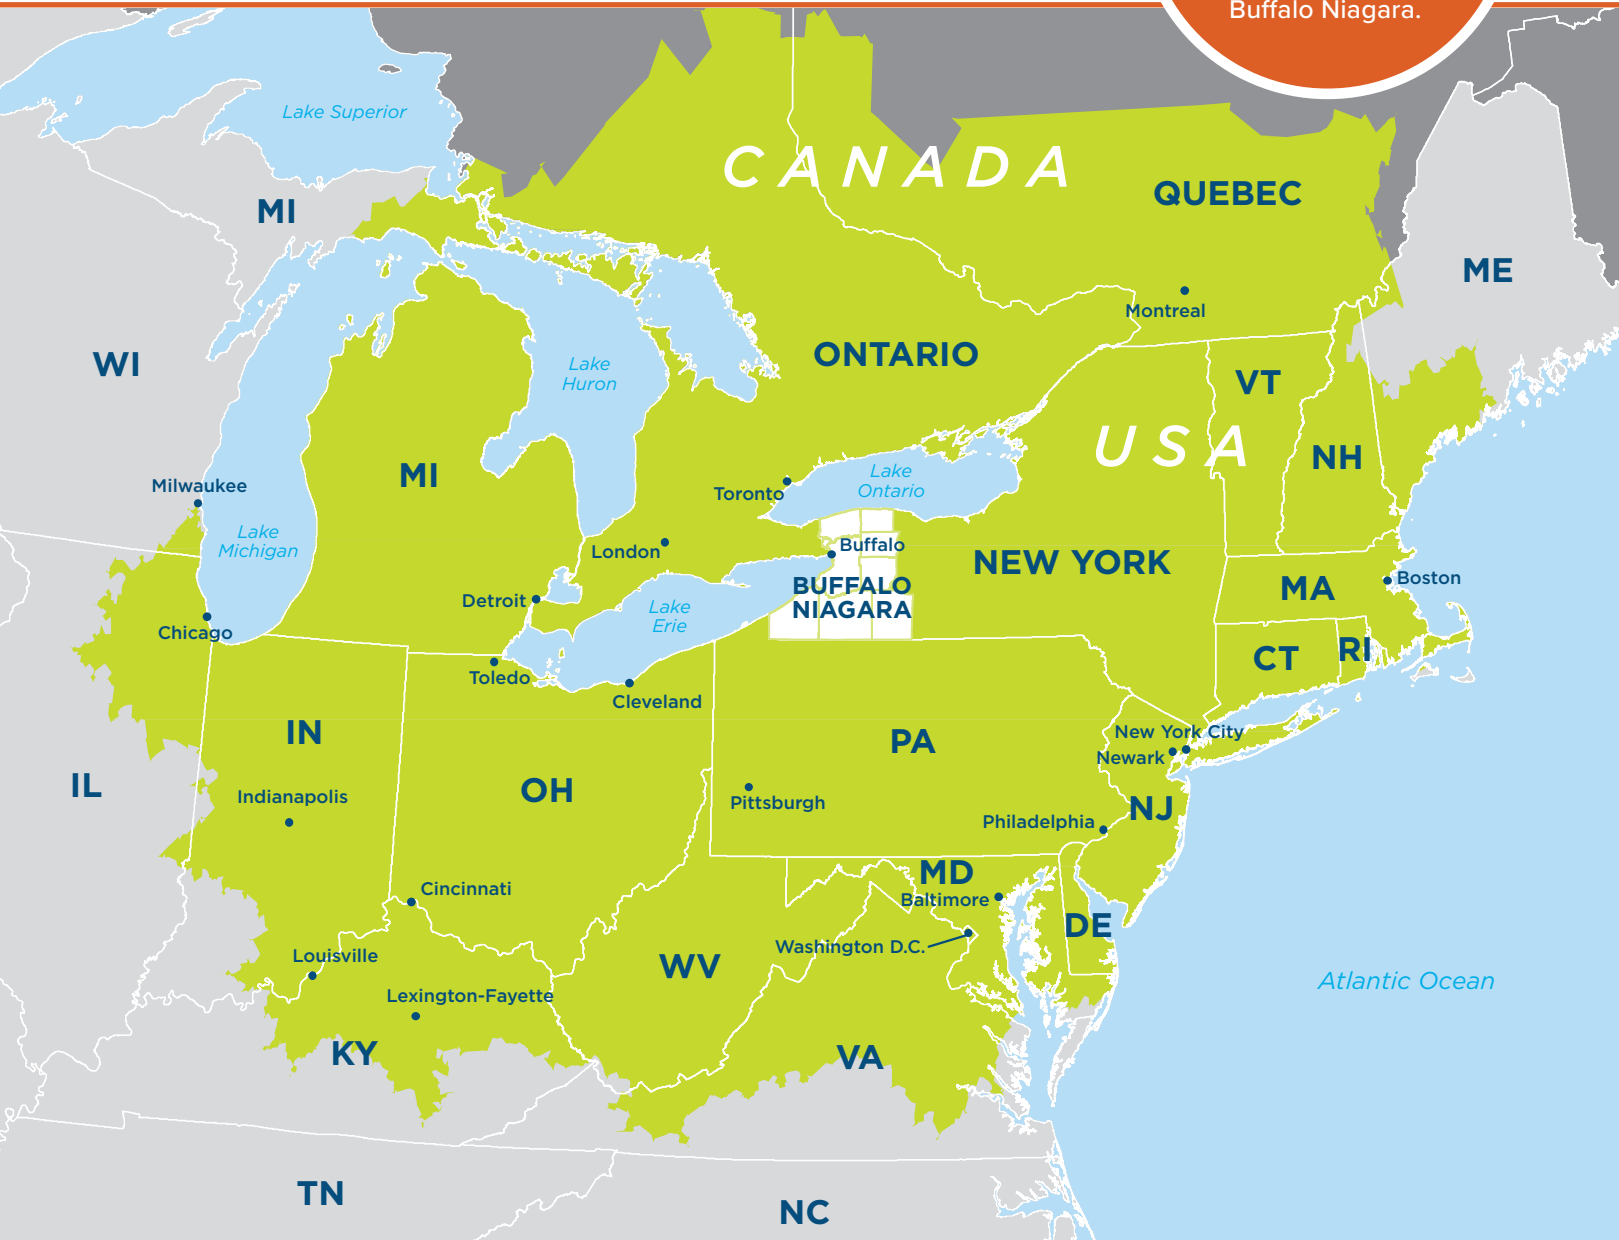 Buffalo Niagara.
Lake Superior
CANADA
QUEBEC
MI
ME
Montreal
ONTARIO
WI
Lake
Huron
VT
USA
NH
MI
Milwaukee
Lake
Ontario
Toronto
Lake
Michigan
London
Buffalo
NEW YORK
BUFFALO
NIAGARA
MA
Boston
Detroit
Lake
Erie
Chicago
CT
RI
Toledo
Cleveland
IN
PA
New York City
Newark
IL
OH
Indianapolis
Pittsburgh
NJ
Philadelphia
MD
Cincinnati
Baltimore
DE
Washington D.C.
Louisville
WV
Atlantic Ocean
Lexington-Fayette
KY
VA
TN
NC